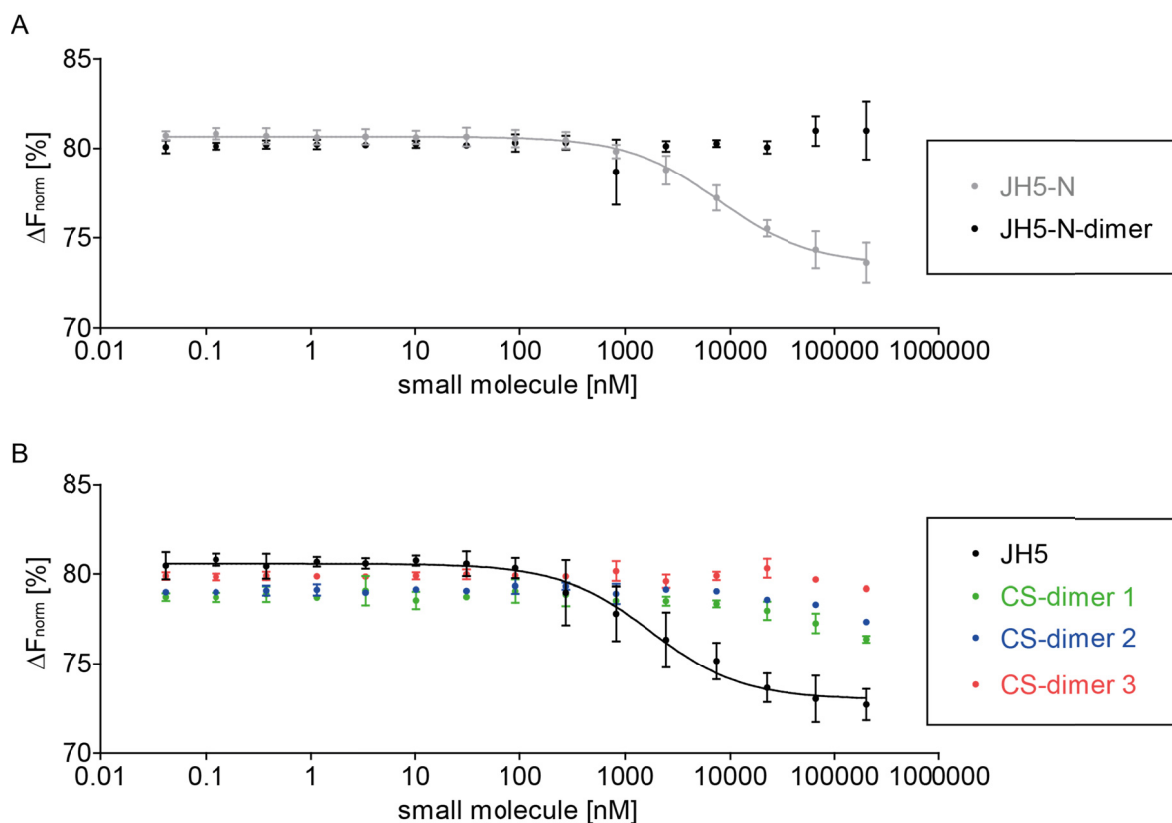 A
85
80
75
70
ΔFnorm [%]
0.01 0.1 1 10 100 1000 10000 100000 1000000
small molecule [nM]
JH5-N
JH5-N-dimer
B
85
80
75
70
ΔFnorm [%]
0.01 0.1 1 10 100 1000 10000 100000 1000000
small molecule [nM]
JH5
CS-dimer 1
CS-dimer 2
CS-dimer 3